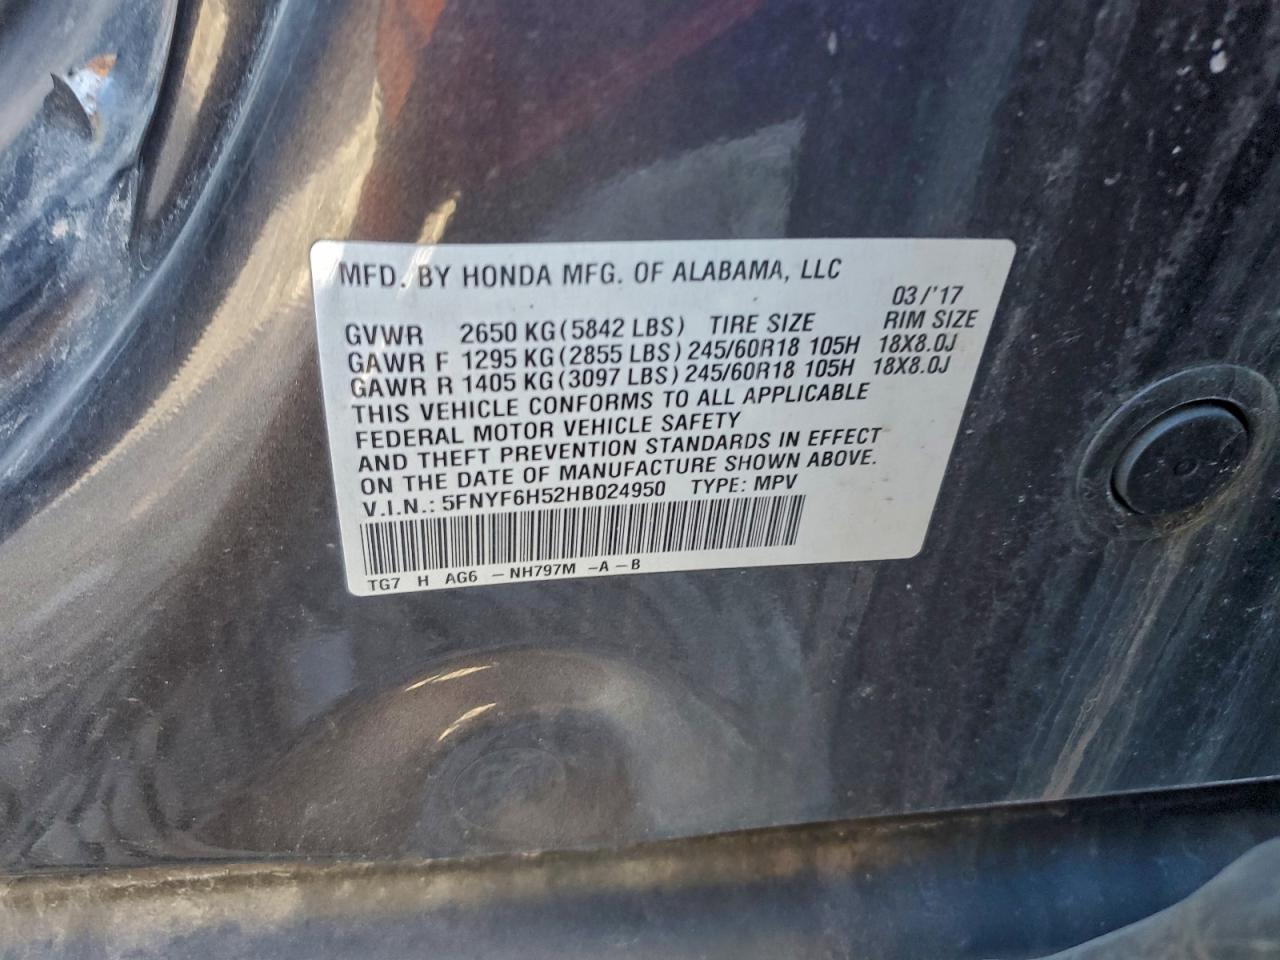 MFD. BY HONDA MFG. OF ALABAMA, LLC
03/'17
GVWR 2650 KG(5842 LBS) TIRE SIZE RIM SIZE
GAWR F 1295 KG(2855 LBS) 245/60R18 105H 18X8.0J
GAWR R 1405 KG(3097 LBS) 245/60R18 105H 18X8.0J
THIS VEHICLE CONFORMS TO ALL APPLICABLE
FEDERAL MOTOR VEHICLE SAFETY
AND THEFT PREVENTION STANDARDS IN EFFECT
ON THE DATE OF MANUFACTURE SHOWN ABOVE.
V.I.N.: 5FNYF6H52HB024950 TYPE: MPV
TG7 H AG6 -NH797M -A-B